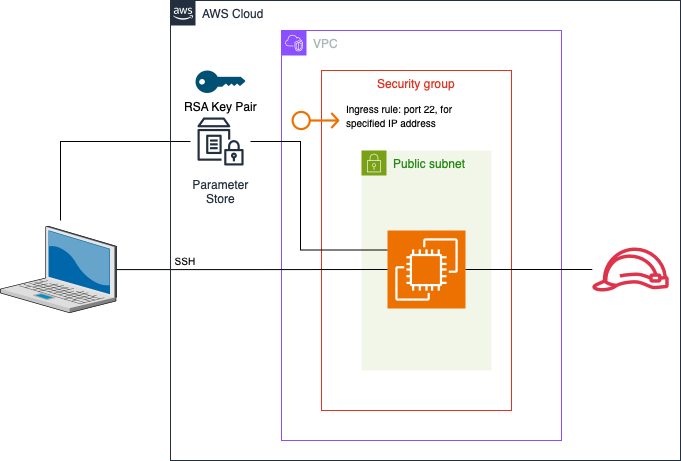 aws
AWS Cloud
VPC
Security group
RSA Key Pair
Ingress rule: port 22, for
specified IP address
Public subnet
Parameter
Store
SSH